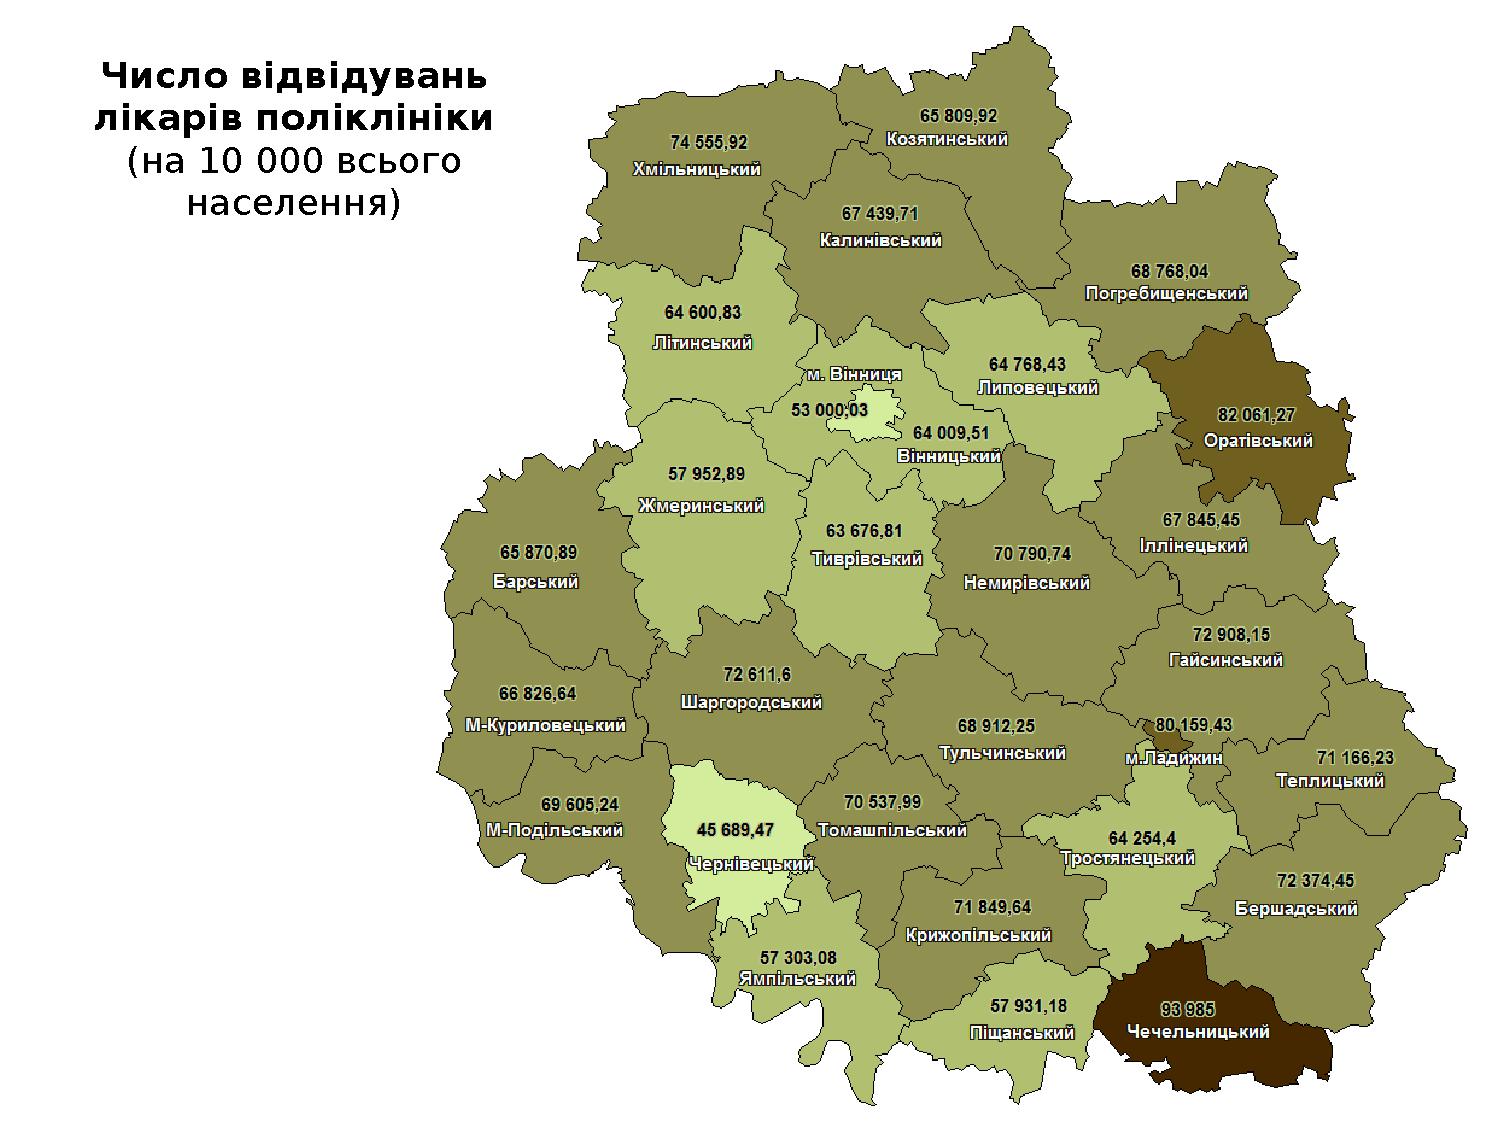 Число відвідувань
лікарів поліклініки
(на 10 000 всього
населення)
65 809,92
Козятинський
74 555,92
Хмільницький
67 439,71
Калинівський
68 768,04
Погребищенський
64 600,83
Літинський
64 768,43
Липовецький
м. Вінниця
53 000,03
82 061,27
Оратівський
64 009,51
Вінницький
57 952,89
Жмеринський
67 845,45
Іллінецький
63 676,81
Тиврівський
65 870,89
Барський
70 790,74
Немирівський
72 908,15
Гайсинський
72 611,6
Шаргородський
66 826,64
М-Куриловецький
68 912,25
Тульчинський
80 159,43
м.Ладижин
71 166,23
Теплицький
69 605,24
М-Подільський
70 537,99
Томашпільський
45 689,47
Чернівецький
64 254,4
Тростянецький
72 374,45
Бершадський
71 849,64
Крижопільський
57 303,08
Ямпільський
57 931,18
Піщанський
93 985
Чечельницький